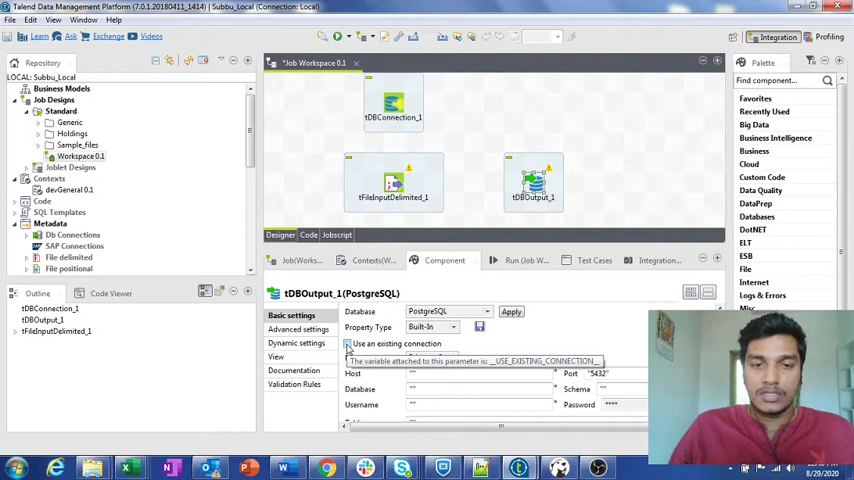 Talend Data Management Platform (7.0.1.20180411_1414) | Subbu_Local (Connection: Local)
File Edit View Window Help
Learn Ask Exchange Videos
Integration Profiling
Repository
LOCAL: Subbu_Local
Business Models
Job Designs
Standard
Generic
Holdings
Sample_files
Workspace 0.1
Joblet Designs
Contexts
devGeneral 0.1
Code
SQL Templates
Metadata
Db Connections
SAP Connections
File delimited
File positional
Outline Code Viewer
tDBConnection_1
tDBOutput_1
tFileInputDelimited_1
*Job Workspace 0.1
tDBConnection_1
tFileInputDelimited_1
tDBOutput_1
Designer Code Jobscript
Job(Works... Contexts(W... Component Run (Job W... Test Cases Integration...
tDBOutput_1(PostgreSQL)
Basic settings
Advanced settings
Dynamic settings
View
Documentation
Validation Rules
Database PostgreSQL Apply
Property Type Built-In
Use an existing connection
The variable attached to this parameter is: __USE_EXISTING_CONNECTION__
Host "" * Port "5432"
Database "" * Schema ""
Username "" * Password ****
Palette
Find component...
Favorites
Recently Used
Big Data
Business Intelligence
Business
Cloud
Custom Code
Data Quality
DataPrep
Databases
DotNET
ELT
ESB
File
Internet
Logs & Errors
8/29/2020